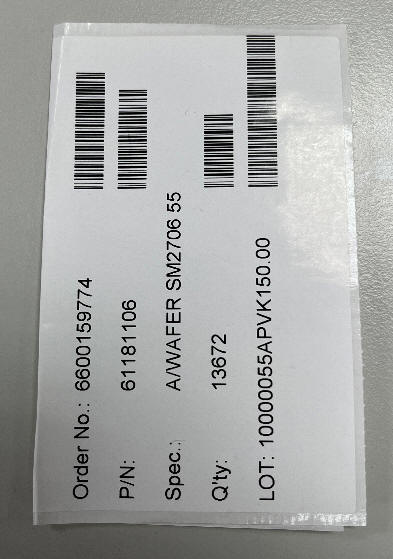 Order No.: 6600159774
P/N: 61181106
Spec.: A/WAFER SM2706 55
Q'ty: 13672
LOT: 10000055APVK150.00